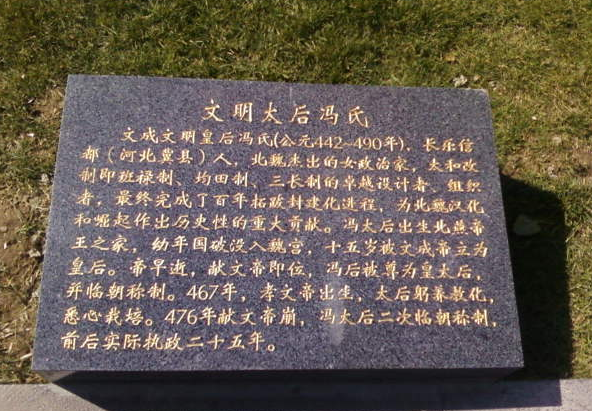 文明太后冯氏
文成文明皇后冯氏(公元442~490年)，长乐信
都（河北冀县）人，北魏杰出的女政治家，太和改
制即班禄制、均田制、三长制的卓越设计者、组织
者，最终完成了百年拓跋封建化进程，为北魏汉化
和崛起作出历史性的重大贡献。冯太后出生北燕帝
王之家，幼年国破没入魏宫，十五岁被文成帝立为
皇后。帝早逝，献文帝即位，冯后被尊为皇太后，
并临朝称制。467年，孝文帝出生，太后躬养教化，
悉心栽培。476年献文帝崩，冯太后二次临朝称制，
前后实际执政二十五年。